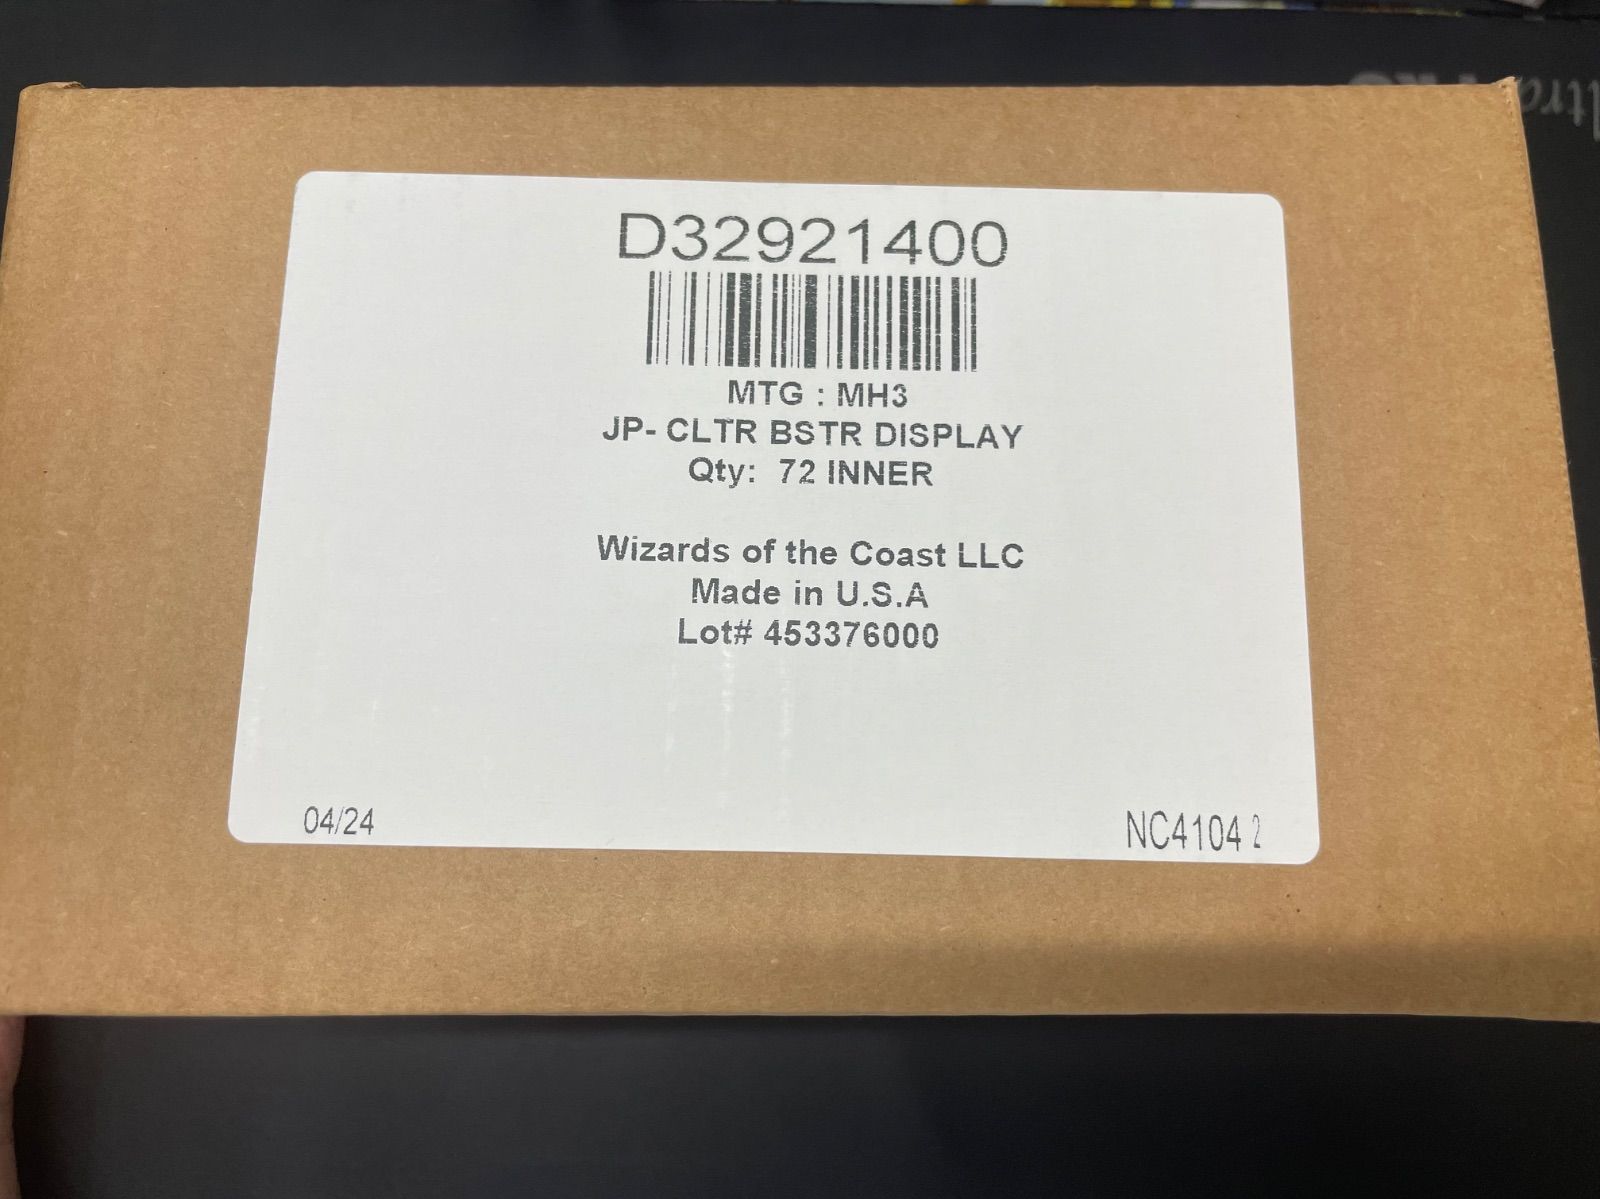 D32921400
MTG : MH3
JP- CLTR BSTR DISPLAY
Qty: 72 INNER
Wizards of the Coast LLC
Made in U.S.A
Lot# 453376000
04/24
NC4104 2